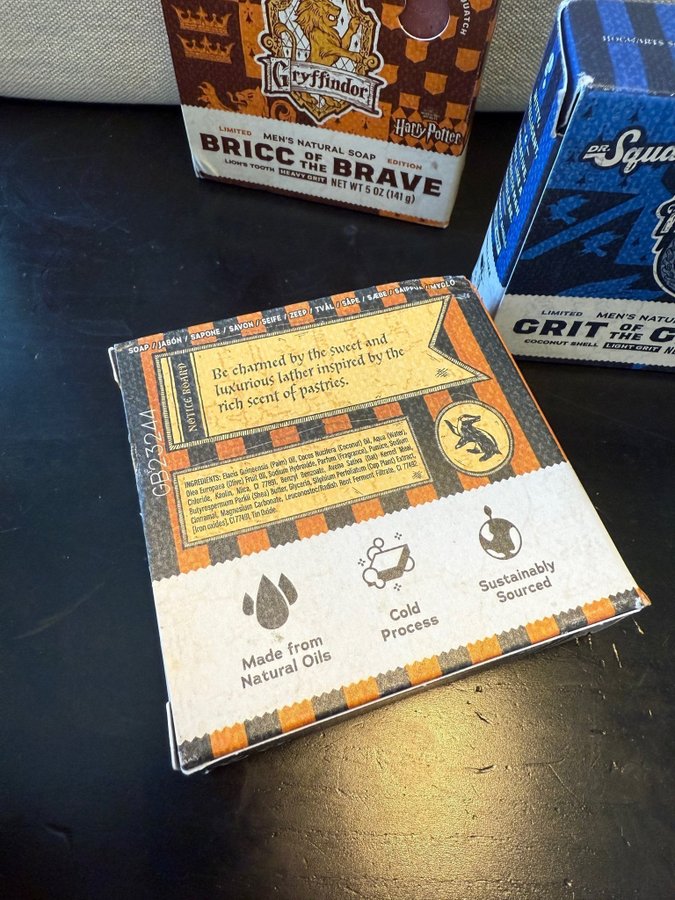 Gryffindor
Harry Potter
LIMITED MEN'S NATURAL SOAP EDITION
BRICC OF THE BRAVE
LION'S TOOTH HEAVY GRIT NET WT 5 OZ (141 g)
DR. Squa
LIMITED MEN'S NATU
GRIT OF THE G
COCONUT SHELL LIGHT GRIT NE
SOAP / JABÓN / SAPONE / SAVON / SEIFE / ZEEP / TVÅL / SÅPE / SÆBE / SAIPPUA / MYDŁO
NOTICE BOARD
Be charmed by the sweet and
luxurious lather inspired by the
rich scent of pastries.
GB23244
INGREDIENTS: Elaeis Guineensis (Palm) Oil, Cocos Nucifera (Coconut) Oil, Aqua (Water),
Olea Europaea (Olive) Fruit Oil, Sodium Hydroxide, Parfum (Fragrance), Pumice, Sodium
Chloride, Kaolin, Mica, CI 77891, Benzyl Benzoate, Avena Sativa (Oat) Kernel Meal,
Butyrospermum Parkii (Shea) Butter, Glycerin, Silphium Perfoliatum (Cup Plant) Extract,
Cinnamal, Magnesium Carbonate, Leuconostoc/Radish Root Ferment Filtrate, CI 77492
(Iron oxides), CI 77491, Tin Oxide.
Made from
Natural Oils
Cold
Process
Sustainably
Sourced